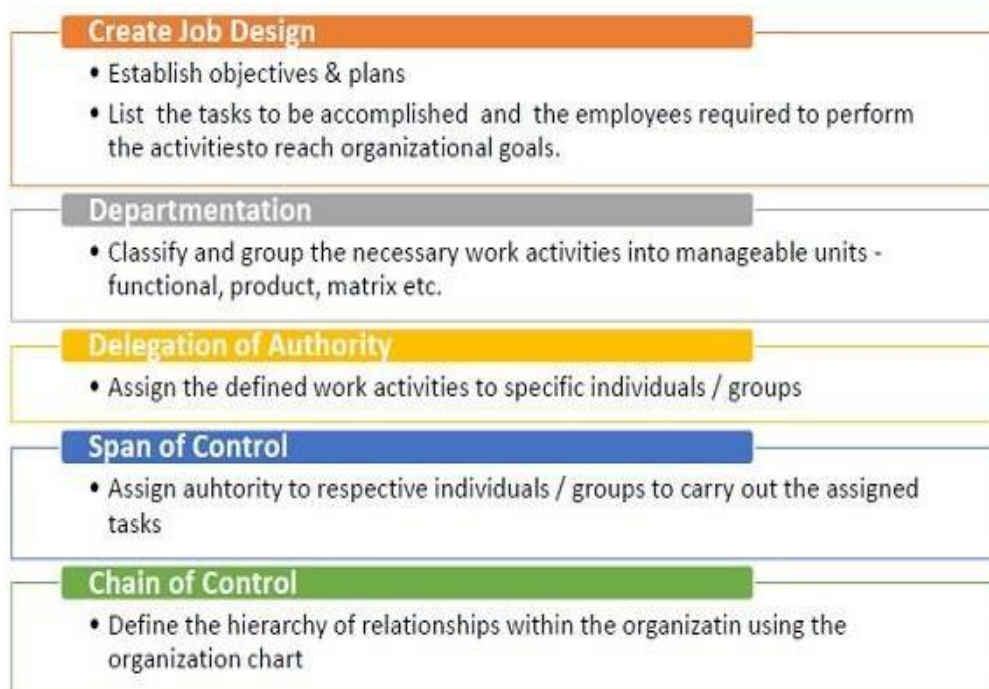 Create Job Design
• Establish objectives & plans
• List the tasks to be accomplished and the employees required to perform
the activitiesto reach organizational goals.
Departmentation
• Classify and group the necessary work activities into manageable units -
functional, product, matrix etc.
Delegation of Authority
• Assign the defined work activities to specific individuals / groups
Span of Control
• Assign auhtority to respective individuals / groups to carry out the assigned
tasks
Chain of Control
• Define the hierarchy of relationships within the organizatin using the
organization chart